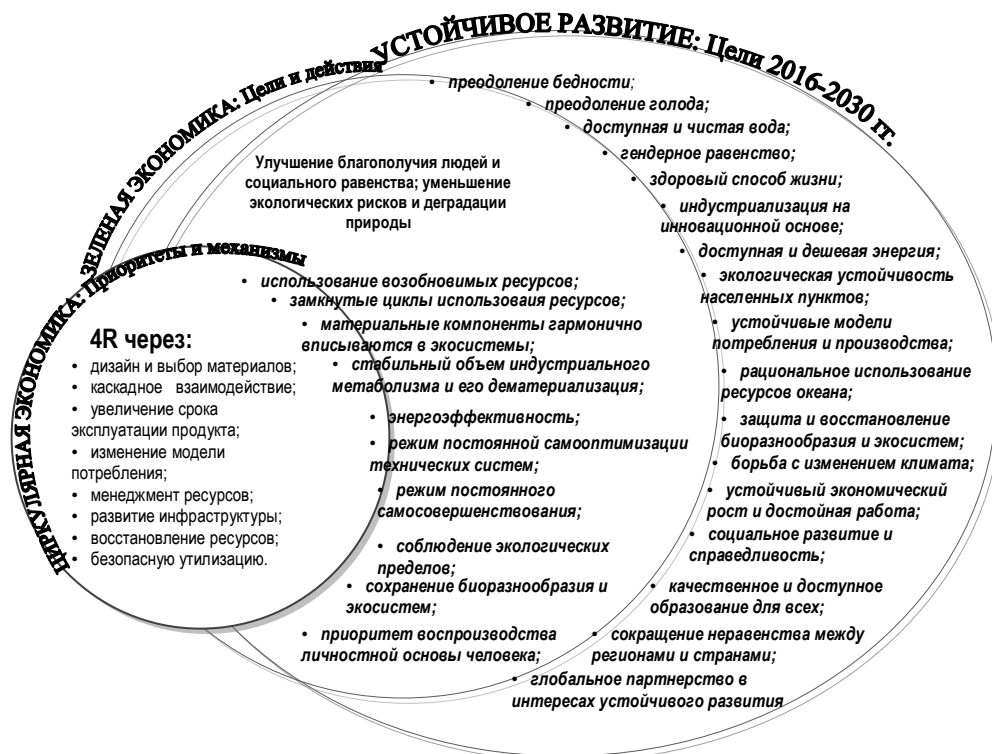 УСТОЙЧИВОЕ РАЗВИТИЕ: Цели 2016-2030 гг.
• преодоление бедности;
• преодоление голода;
• доступная и чистая вода;
• гендерное равенство;
• здоровый способ жизни;
• индустриализация на
инновационной основе;
• доступная и дешевая энергия;
• экологическая устойчивость
населенных пунктов;
• устойчивые модели
потребления и производства;
• рациональное использование
ресурсов океана;
• защита и восстановление
биоразнообразия и экосистем;
• борьба с изменением климата;
• устойчивый экономический
рост и достойная работа;
• социальное развитие и
справедливость;
• качественное и доступное
образование для всех;
• сокращение неравенства между
регионами и странами;
• глобальное партнерство в
интересах устойчивого развития
ЗЕЛЕНАЯ ЭКОНОМИКА: Цели и действия
Улучшение благополучия людей и
социального равенства; уменьшение
экологических рисков и деградации
природы
• использование возобновимых ресурсов;
• замкнутые циклы использоваия ресурсов;
• материальные компоненты гармонично
вписываются в экосистемы;
• стабильный объем индустриального
метаболизма и его дематериализация;
• энергоэффективность;
• режим постоянной самооптимизации
технических систем;
• режим постоянного
самосовершенствования;
• соблюдение экологических
пределов;
• сохранение биоразнообразия и
экосистем;
• приоритет воспроизводства
личностной основы человека;
ЦИРКУЛЯРНАЯ ЭКОНОМИКА: Приоритеты и механизмы
4R через:
• дизайн и выбор материалов;
• каскадное взаимодействие;
• увеличение срока
эксплуатации продукта;
• изменение модели
потребления;
• менеджмент ресурсов;
• развитие инфраструктуры;
• восстановление ресурсов;
• безопасную утилизацию.